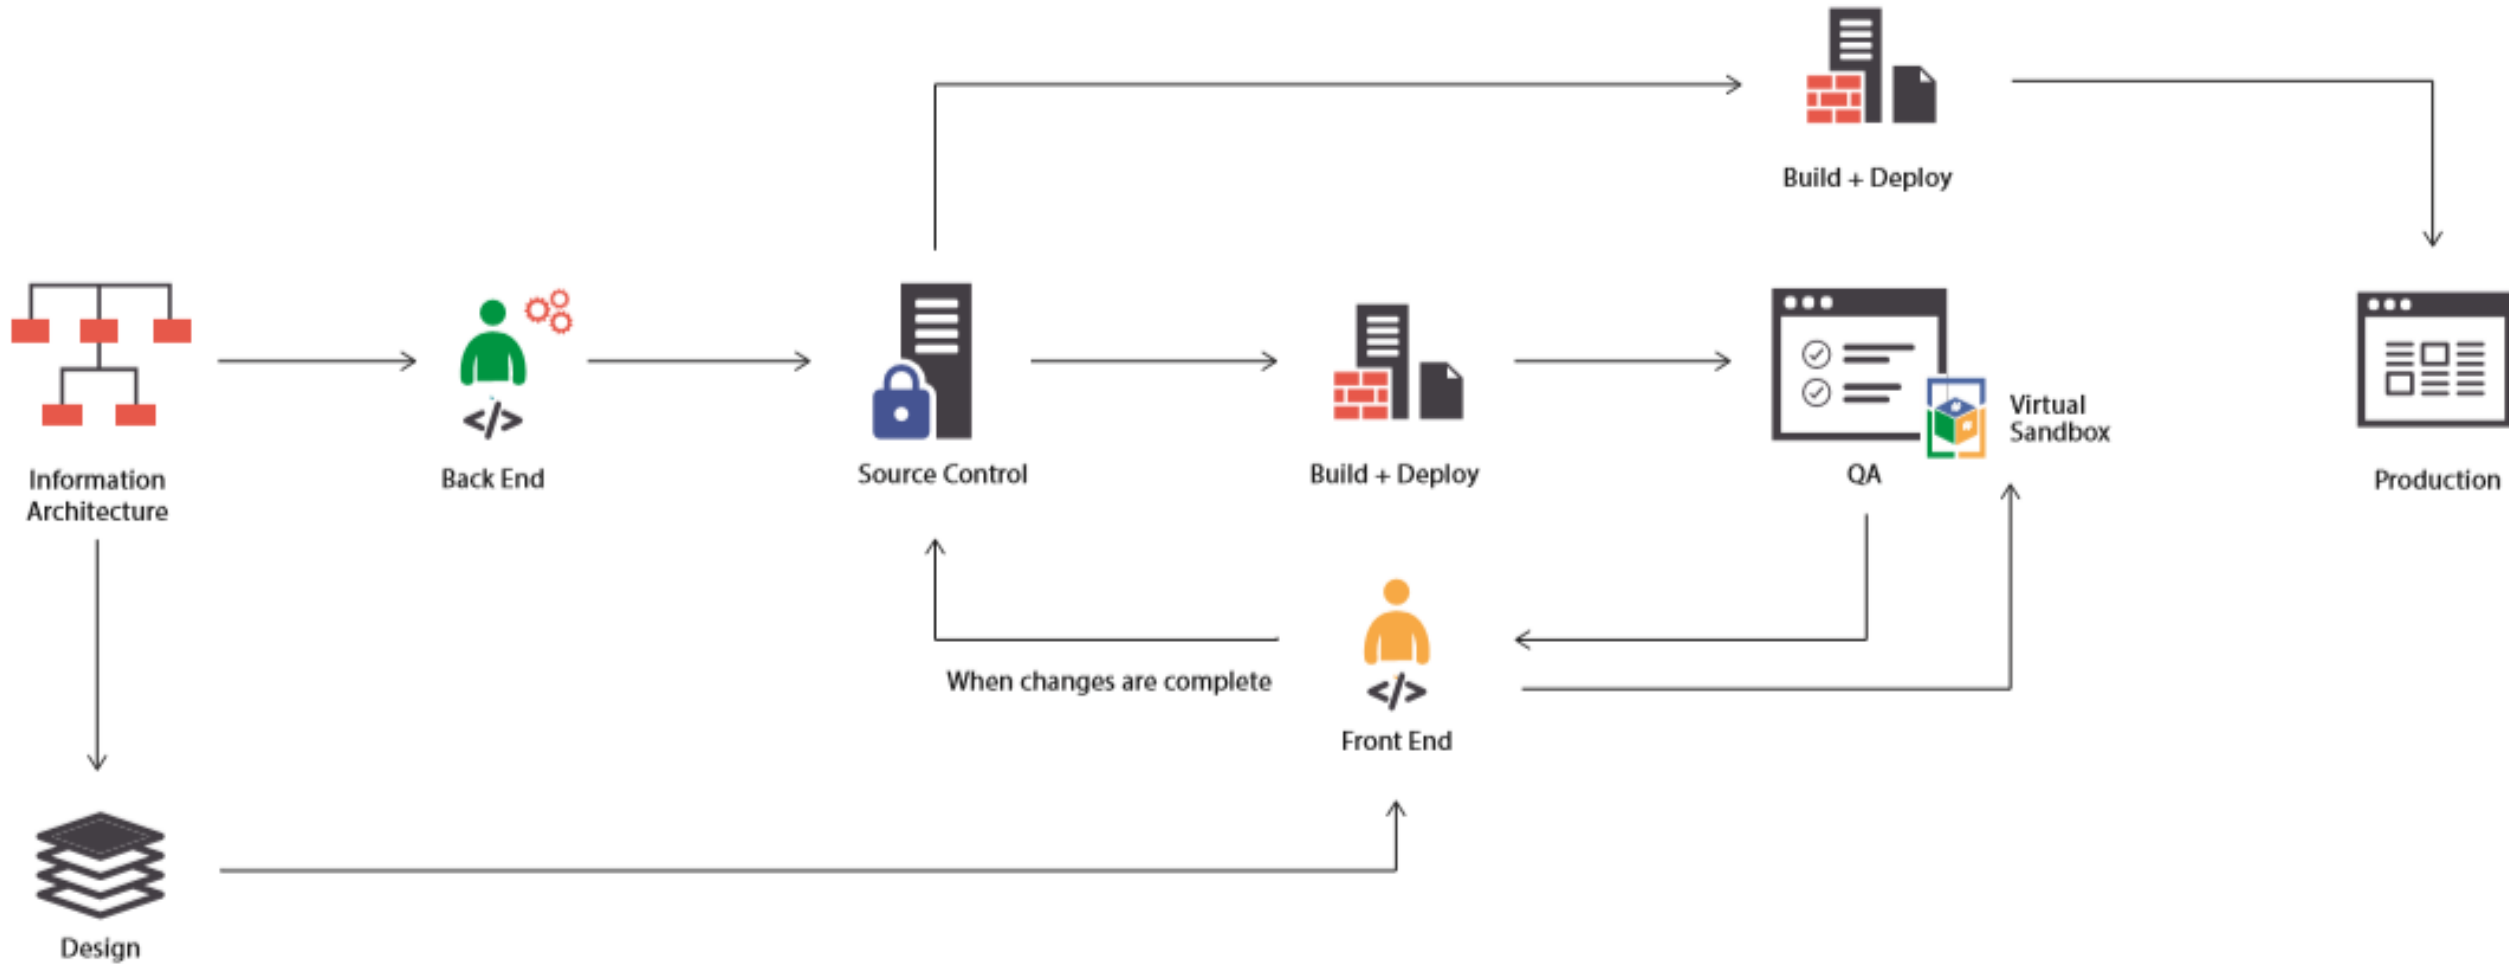 Build + Deploy
Virtual
Sandbox
Information
Architecture
Back End
</>
Source Control
Build + Deploy
QA
Production
When changes are complete
</>
Front End
Design